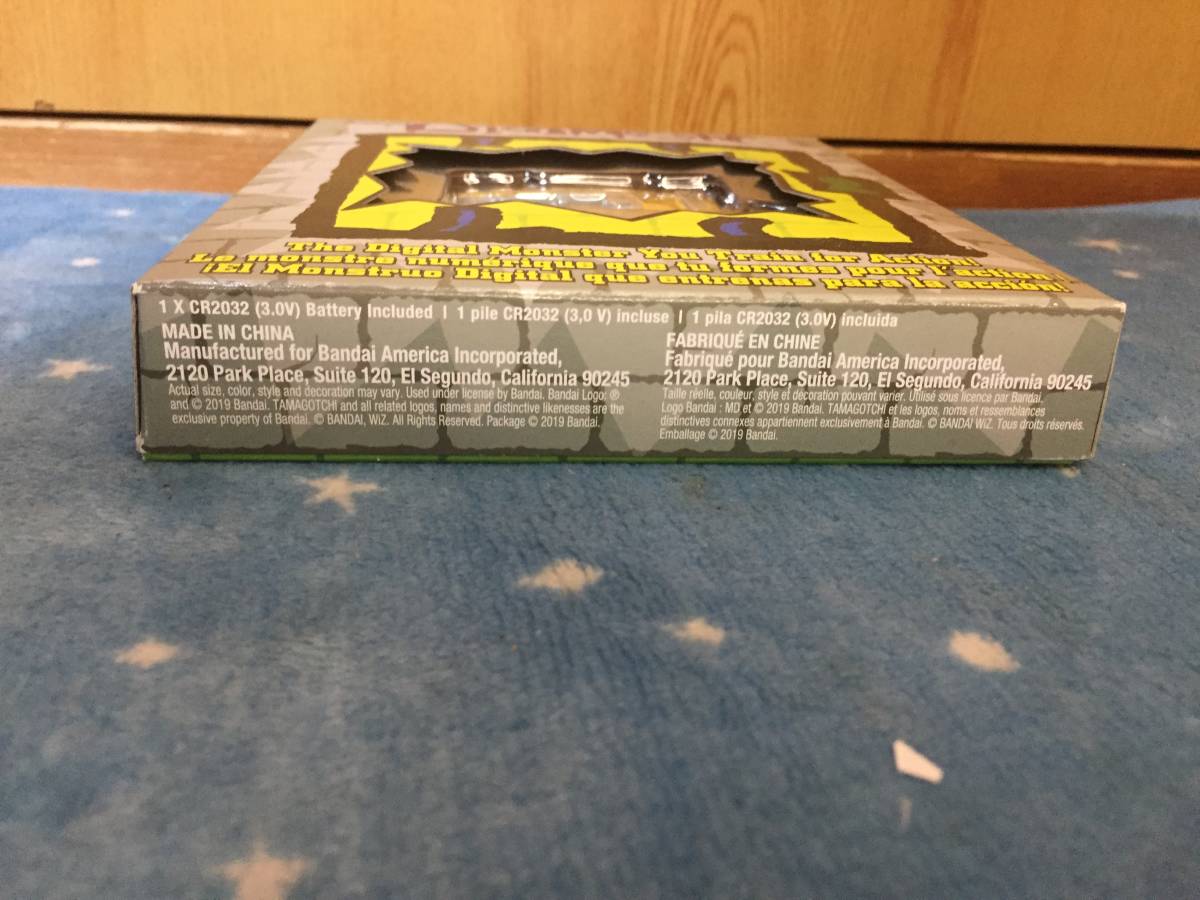 The Digital Monster You Train for Action!
Le monstre numérique que tu formes pour l'action!
¡El Monstruo Digital que entrenas para la acción!
1 X CR2032 (3.0V) Battery Included | 1 pile CR2032 (3,0 V) incluse | 1 pila CR2032 (3.0V) incluida
MADE IN CHINA
Manufactured for Bandai America Incorporated,
2120 Park Place, Suite 120, El Segundo, California 90245
Actual size, color, style and decoration may vary. Used under license by Bandai. Bandai Logo: ®
and © 2019 Bandai. TAMAGOTCHI and all related logos, names and distinctive likenesses are the
exclusive property of Bandai. © BANDAI, WiZ. All Rights Reserved. Package © 2019 Bandai.
FABRIQUÉ EN CHINE
Fabriqué pour Bandai America Incorporated,
2120 Park Place, Suite 120, El Segundo, California 90245
Taille réelle, couleur, style et décoration pouvant varier. Utilisé sous licence par Bandai.
Logo Bandai : MD et © 2019 Bandai. TAMAGOTCHI et les logos, noms et ressemblances
distinctives connexes appartiennent exclusivement à Bandai. © BANDAI WiZ. Tous droits réservés.
Emballage © 2019 Bandai.